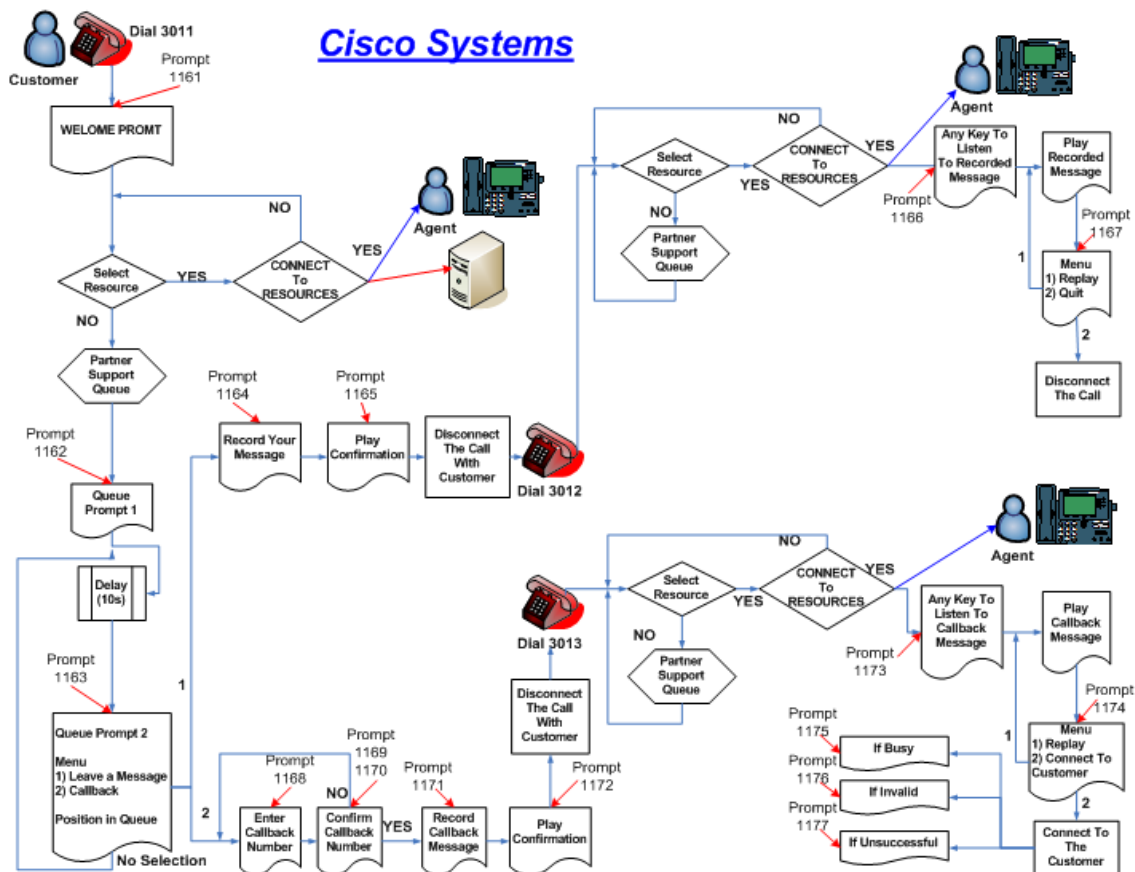 Cisco Systems
Dial 3011
Customer
Prompt
1161
WELOME PROMT
NO
Select
Resource
YES
CONNECT
To
RESOURCES
YES
Agent
NO
Partner
Support
Queue
Prompt
1162
Queue
Prompt 1
Delay
(10s)
Prompt
1163
Queue Prompt 2
Menu
1) Leave a Message
2) Callback
Position in Queue
No Selection
1
2
Prompt
1164
Record Your
Message
Prompt
1165
Play
Confirmation
Disconnect
The Call
With
Customer
Dial 3012
NO
Select
Resource
YES
CONNECT
To
RESOURCES
YES
Agent
NO
Partner
Support
Queue
Any Key To
Listen
To Recorded
Message
Prompt
1166
Play
Recorded
Message
Prompt
1167
1
Menu
1) Replay
2) Quit
2
Disconnect
The Call
Prompt
1168
Enter
Callback
Number
Prompt
1169
1170
NO
Confirm
Callback
Number
YES
Prompt
1171
Record
Callback
Message
Prompt
1172
Play
Confirmation
Disconnect
The Call
With
Customer
Dial 3013
NO
Select
Resource
YES
CONNECT
To
RESOURCES
YES
Agent
NO
Partner
Support
Queue
Any Key To
Listen To
Callback
Message
Prompt
1173
Play
Callback
Message
Prompt
1174
1
Menu
1) Replay
2) Connect To
Customer
2
Connect To
The
Customer
Prompt
1175
If Busy
Prompt
1176
If Invalid
Prompt
1177
If Unsuccessful